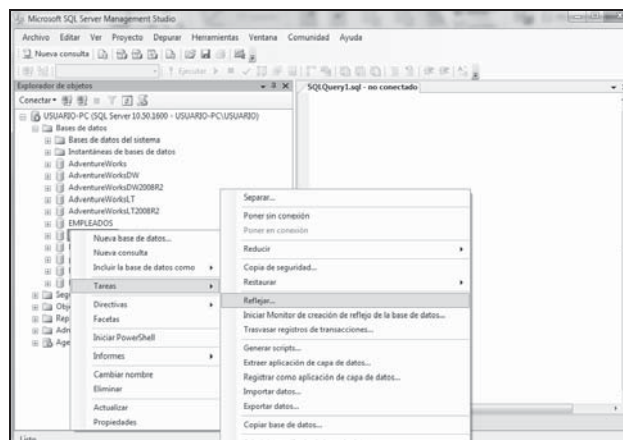 Microsoft SQL Server Management Studio
Archivo Editar Ver Proyecto Depurar Herramientas Ventana Comunidad Ayuda
Nueva consulta
Ejecutar
Explorador de objetos
SQLQuery1.sql - no conectado
Conectar
USUARIO-PC (SQL Server 10.50.1600 - USUARIO-PC\USUARIO)
Bases de datos
Bases de datos del sistema
Instantáneas de bases de datos
AdventureWorks
AdventureWorksDW
AdventureWorksDW2008R2
AdventureWorksLT
AdventureWorksLT2008R2
EMPLEADOS
Nueva base de datos...
Nueva consulta
Incluir la base de datos como
Tareas
Directivas
Facetas
Iniciar PowerShell
Informes
Cambiar nombre
Eliminar
Actualizar
Propiedades
Separar...
Poner sin conexión
Poner en conexión
Reducir
Copia de seguridad...
Restaurar
Reflejar...
Iniciar Monitor de creación de reflejo de la base de datos...
Trasvasar registros de transacciones...
Generar scripts...
Extraer aplicación de capa de datos...
Registrar como aplicación de capa de datos...
Importar datos...
Exportar datos...
Copiar base de datos...
Seg
Obj
Rep
Adn
Age